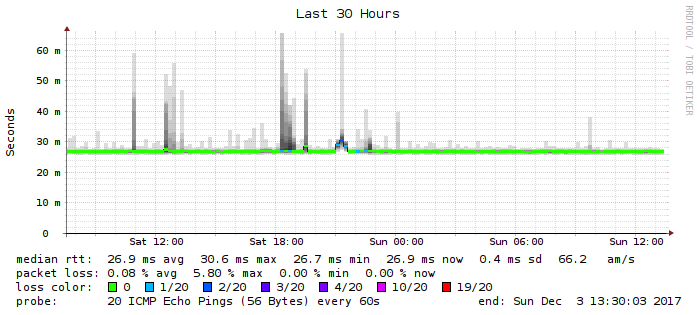 Last 30 Hours
RRDTOOL / TOBI OETIKER
Seconds
60 m
50 m
40 m
30 m
20 m
10 m
0
Sat 12:00 Sat 18:00 Sun 00:00 Sun 06:00 Sun 12:00
median rtt: 26.9 ms avg 30.6 ms max 26.7 ms min 26.9 ms now 0.4 ms sd 66.2 am/s
packet loss: 0.08 % avg 5.80 % max 0.00 % min 0.00 % now
loss color: 0 1/20 2/20 3/20 4/20 10/20 19/20
probe: 20 ICMP Echo Pings (56 Bytes) every 60s end: Sun Dec 3 13:30:03 2017